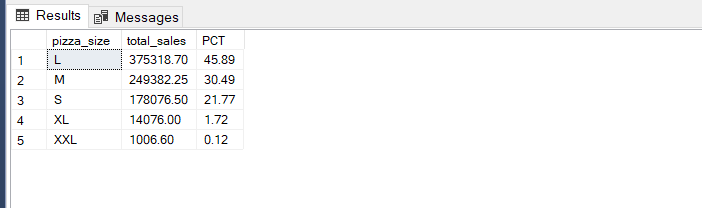 Results Messages
pizza_size total_sales PCT
1 L 375318.70 45.89
2 M 249382.25 30.49
3 S 178076.50 21.77
4 XL 14076.00 1.72
5 XXL 1006.60 0.12